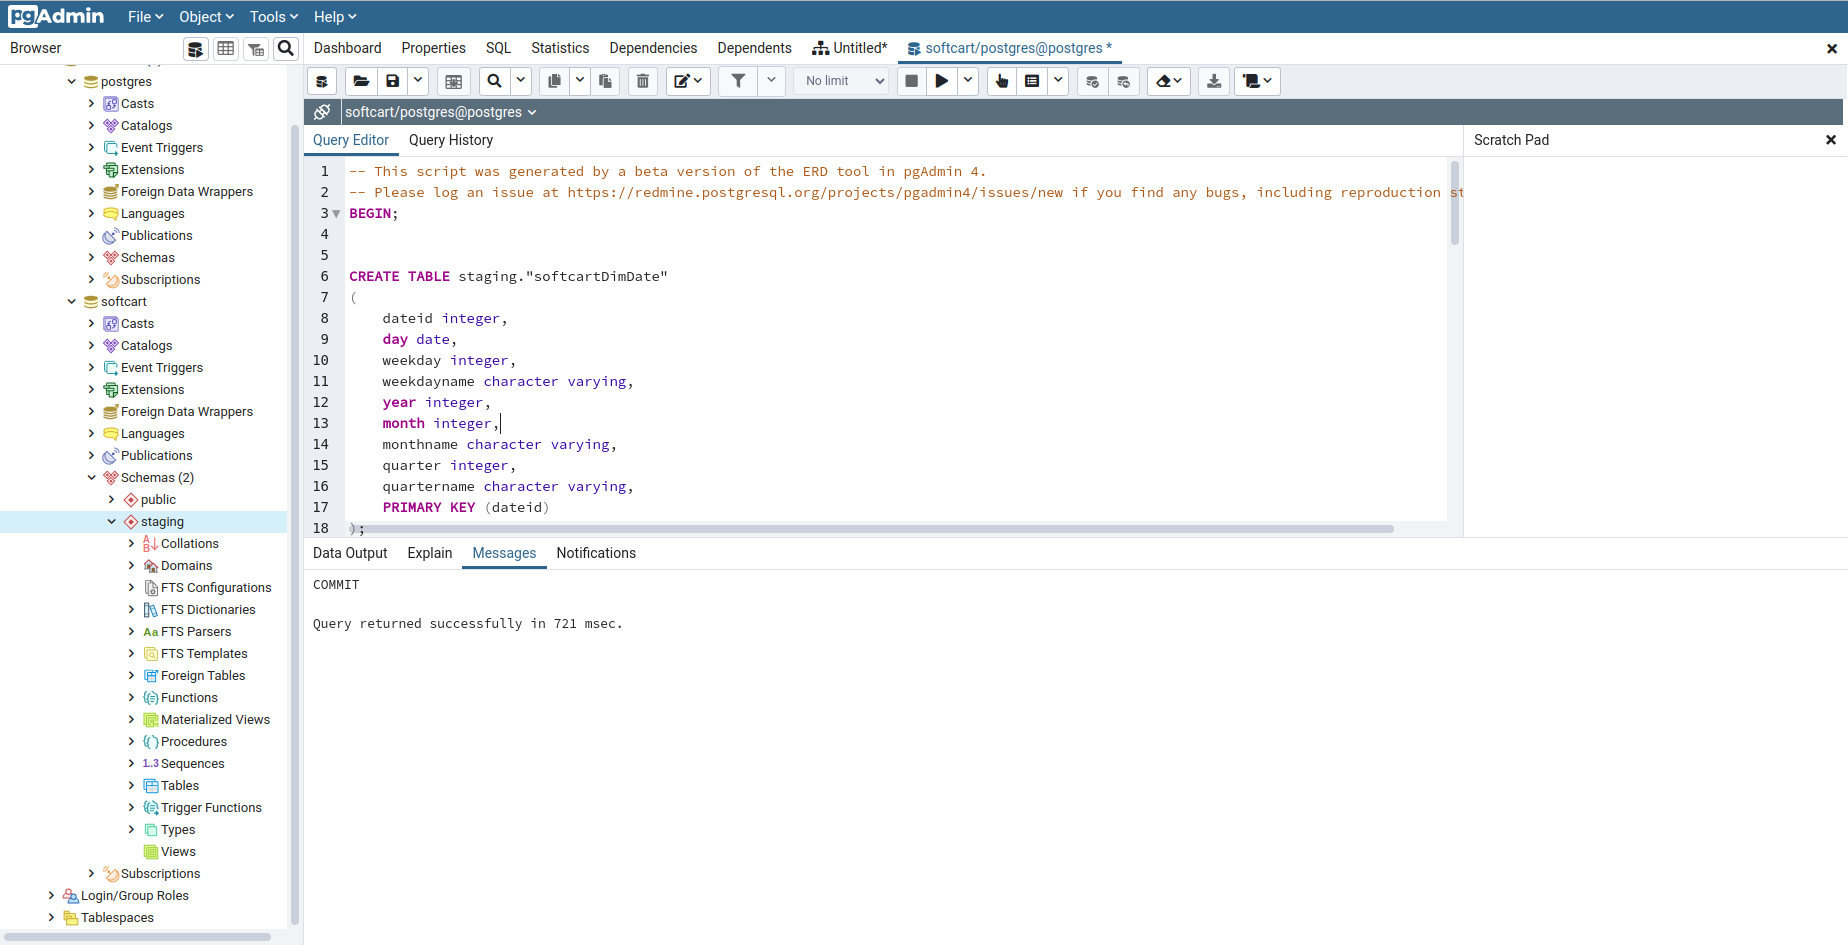 pgAdmin File Object Tools Help
Browser
Dashboard Properties SQL Statistics Dependencies Dependents Untitled* softcart/postgres@postgres *
No limit
softcart/postgres@postgres
Query Editor Query History
Scratch Pad
postgres
Casts
Catalogs
Event Triggers
Extensions
Foreign Data Wrappers
Languages
Publications
Schemas
Subscriptions
softcart
Casts
Catalogs
Event Triggers
Extensions
Foreign Data Wrappers
Languages
Publications
Schemas (2)
public
staging
Collations
Domains
FTS Configurations
FTS Dictionaries
Aa FTS Parsers
FTS Templates
Foreign Tables
Functions
Materialized Views
Procedures
1..3 Sequences
Tables
Trigger Functions
Types
Views
Subscriptions
Login/Group Roles
Tablespaces
1 -- This script was generated by a beta version of the ERD tool in pgAdmin 4.
2 -- Please log an issue at https://redmine.postgresql.org/projects/pgadmin4/issues/new if you find any bugs, including reproduction st
3 BEGIN;
4
5
6 CREATE TABLE staging."softcartDimDate"
7 (
8 dateid integer,
9 day date,
10 weekday integer,
11 weekdayname character varying,
12 year integer,
13 month integer,
14 monthname character varying,
15 quarter integer,
16 quartername character varying,
17 PRIMARY KEY (dateid)
18 );
Data Output Explain Messages Notifications
COMMIT
Query returned successfully in 721 msec.